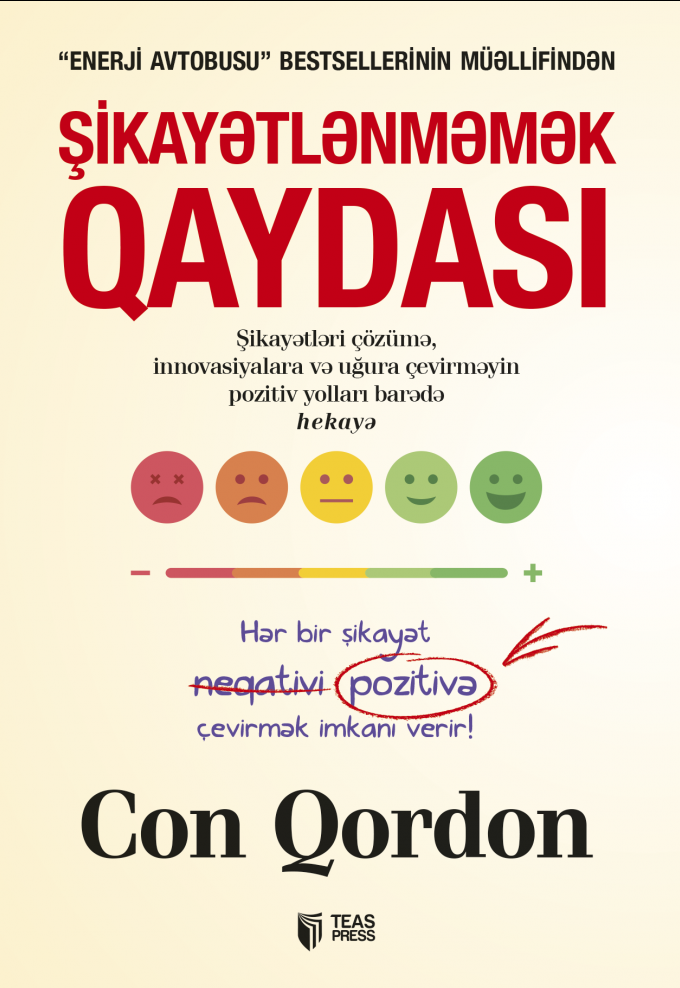 “ENERJİ AVTOBUSU” BESTSELLERİNİN MÜƏLLİFİNDƏN
ŞİKAYƏTLƏNMƏMƏK
QAYDASI
Şikayətləri çözümə,
innovasiyalara və uğura çevirməyin
pozitiv yolları barədə
hekayə
− +
Hər bir şikayət
neqativi pozitivə
çevirmək imkanı verir!
Con Qordon
TEAS
PRESS